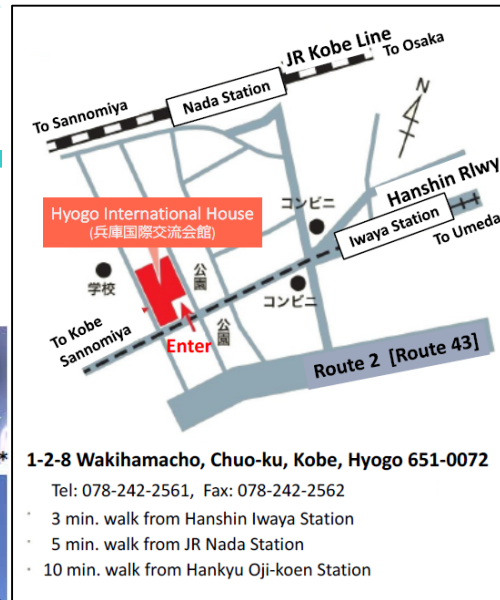 JR Kobe Line
To Osaka
Nada Station
To Sannomiya
N
Hanshin Rlwy
コンビニ
Iwaya Station
To Umeda
Hyogo International House
(兵庫国際交流会館)
学校
公園
コンビニ
To Kobe
Sannomiya
Enter
公園
Route 2 [Route 43]
*
1-2-8 Wakihamacho, Chuo-ku, Kobe, Hyogo 651-0072
Tel: 078-242-2561, Fax: 078-242-2562
· 3 min. walk from Hanshin Iwaya Station
· 5 min. walk from JR Nada Station
· 10 min. walk from Hankyu Oji-koen Station